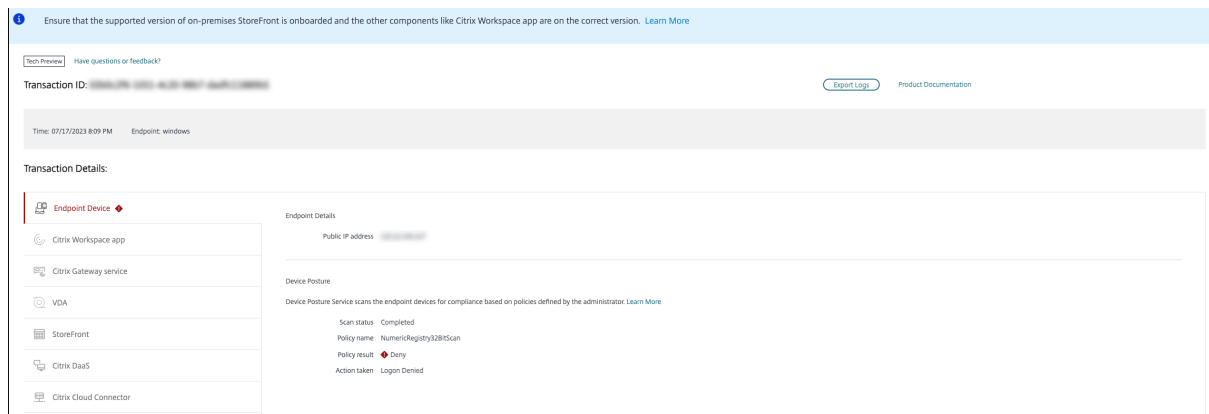 Ensure that the supported version of on-premises StoreFront is onboarded and the other components like Citrix Workspace app are on the correct version. Learn More
Tech Preview Have questions or feedback?
Transaction ID:
Export Logs Product Documentation
Time: 07/17/2023 8:09 PM Endpoint: windows
Transaction Details:
Endpoint Device
Citrix Workspace app
Citrix Gateway service
VDA
StoreFront
Citrix DaaS
Citrix Cloud Connector
Endpoint Details
Public IP address
Device Posture
Device Posture Service scans the endpoint devices for compliance based on policies defined by the administrator. Learn More
Scan status Completed
Policy name NumericRegistry32BitScan
Policy result Deny
Action taken Logon Denied